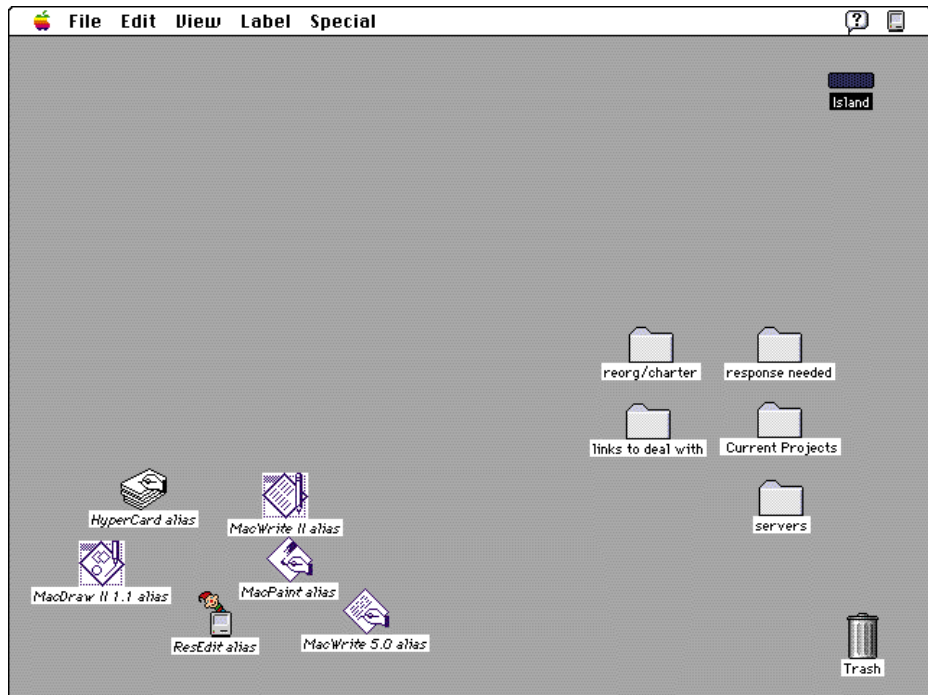 File Edit View Label Special ?
Island
reorg/charter
response needed
links to deal with
Current Projects
servers
HyperCard alias
MacWrite II alias
MacDraw II 1.1 alias
MacPaint alias
ResEdit alias
MacWrite 5.0 alias
Trash